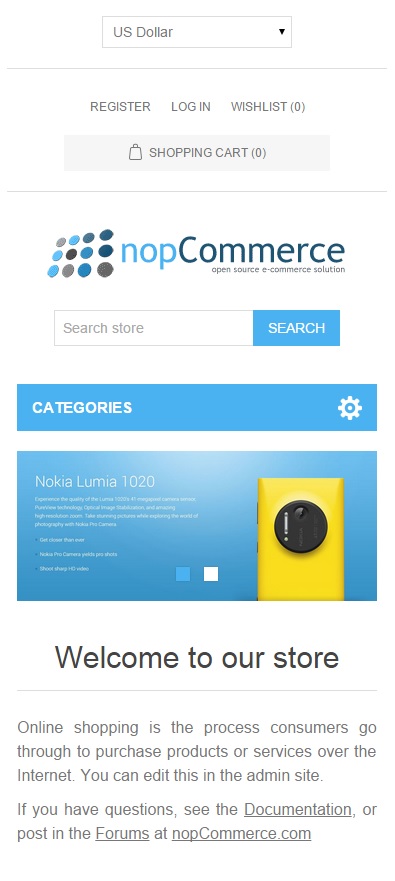 US Dollar
REGISTER LOG IN WISHLIST (0)
SHOPPING CART (0)
nopCommerce
open source e-commerce solution
Search store SEARCH
CATEGORIES
Nokia Lumia 1020
Experience the quality of the Lumia 1020's 41 megapixel camera sensor,
PureView technology, Optical Image Stabilization, and amazing
high-resolution zoom. Take stunning pictures while exploring the world of
photography with Nokia Pro Camera
Get closer than ever
Nokia Pro Camera yields pro shots
Shoot sharp HD video
Welcome to our store
Online shopping is the process consumers go
through to purchase products or services over the
Internet. You can edit this in the admin site.
If you have questions, see the Documentation, or
post in the Forums at nopCommerce.com